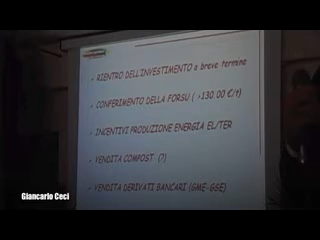 RIENTRO DELL'INVESTIMENTO a breve termine
CONFERIMENTO DELLA FORSU ( >130.00 €/t)
INCENTIVI PRODUZIONE ENERGIA EL/TER
VENDITA COMPOST (?)
VENDITA DERIVATI BANCARI (GME-GSE)
Giancarlo Ceci